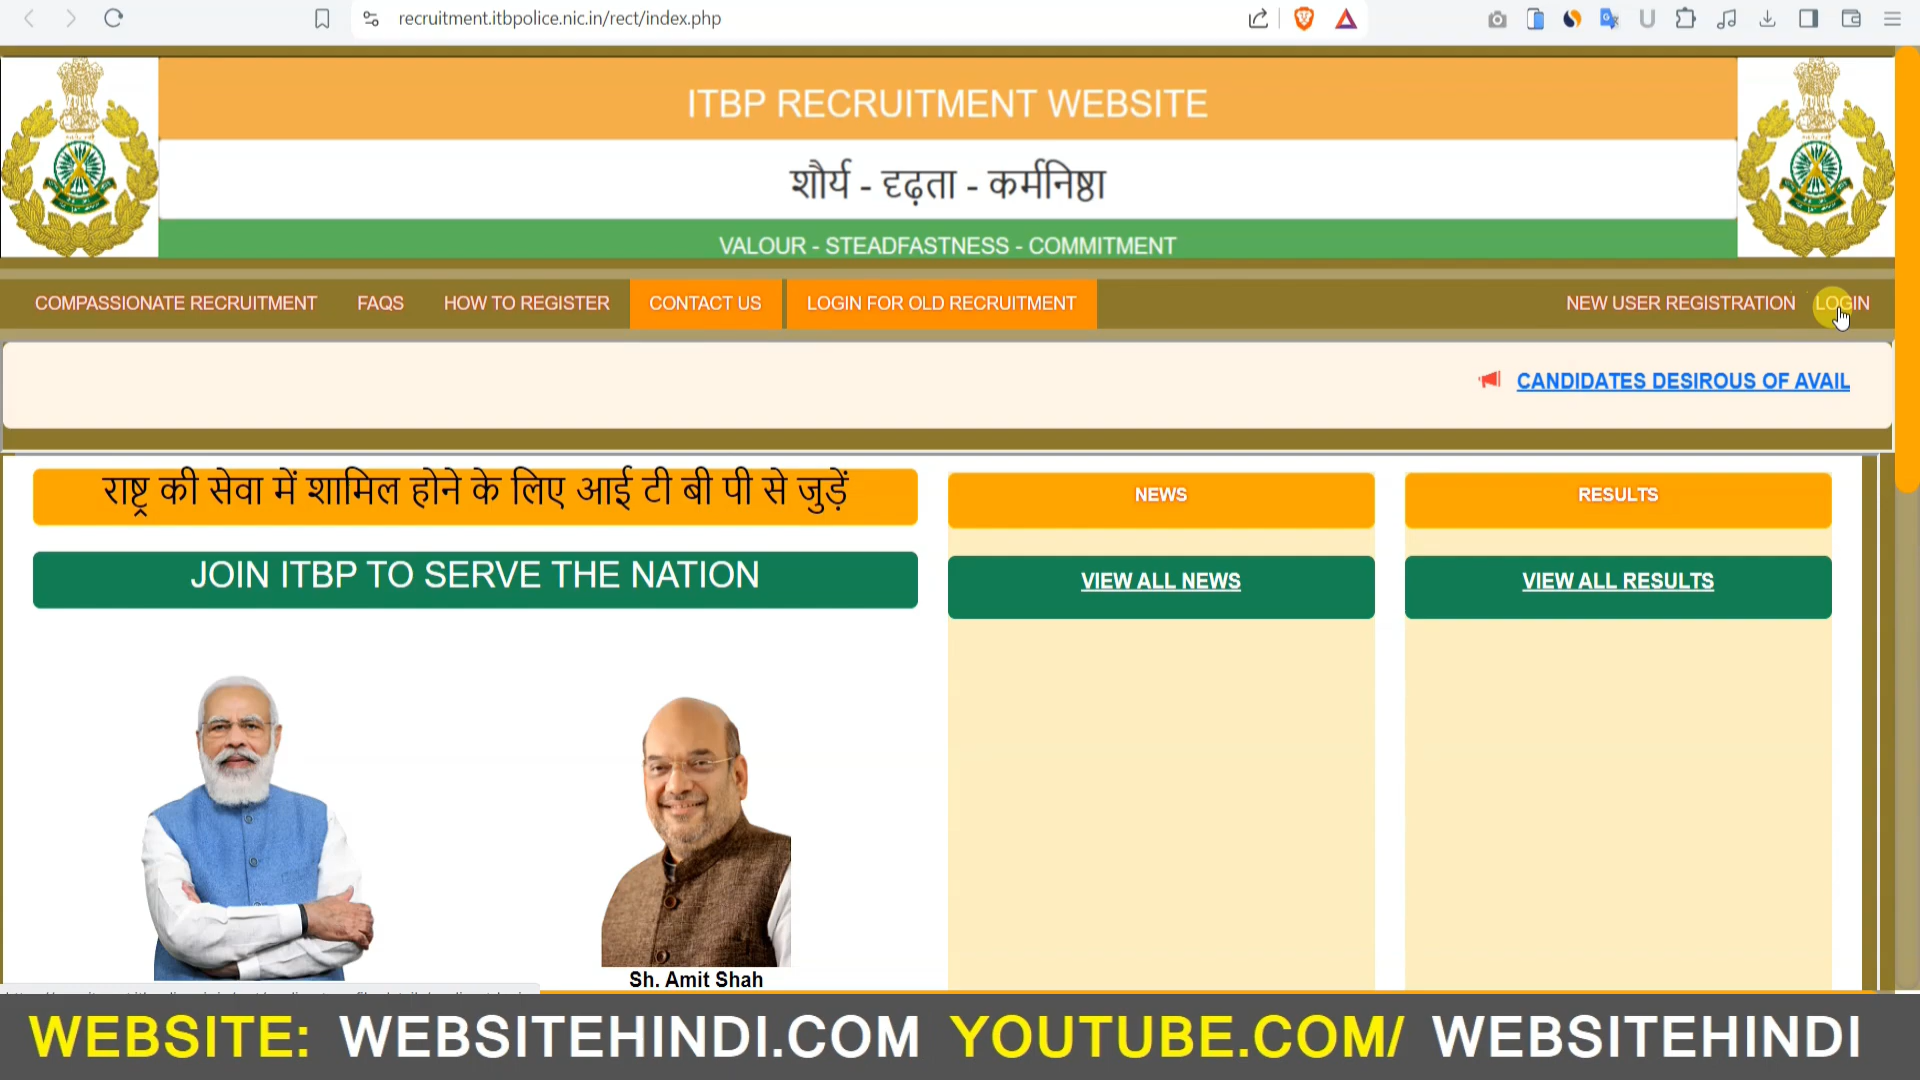 recruitment.itbpolice.nic.in/rect/index.php
ITBP RECRUITMENT WEBSITE
शौर्य - दृढ़ता - कर्मनिष्ठा
VALOUR - STEADFASTNESS - COMMITMENT
COMPASSIONATE RECRUITMENT FAQS HOW TO REGISTER CONTACT US LOGIN FOR OLD RECRUITMENT NEW USER REGISTRATION LOGIN
CANDIDATES DESIROUS OF AVAIL
राष्ट्र की सेवा में शामिल होने के लिए आई टी बी पी से जुड़ें
JOIN ITBP TO SERVE THE NATION
NEWS
VIEW ALL NEWS
RESULTS
VIEW ALL RESULTS
Sh. Amit Shah
WEBSITE: WEBSITEHINDI.COM YOUTUBE.COM/ WEBSITEHINDI